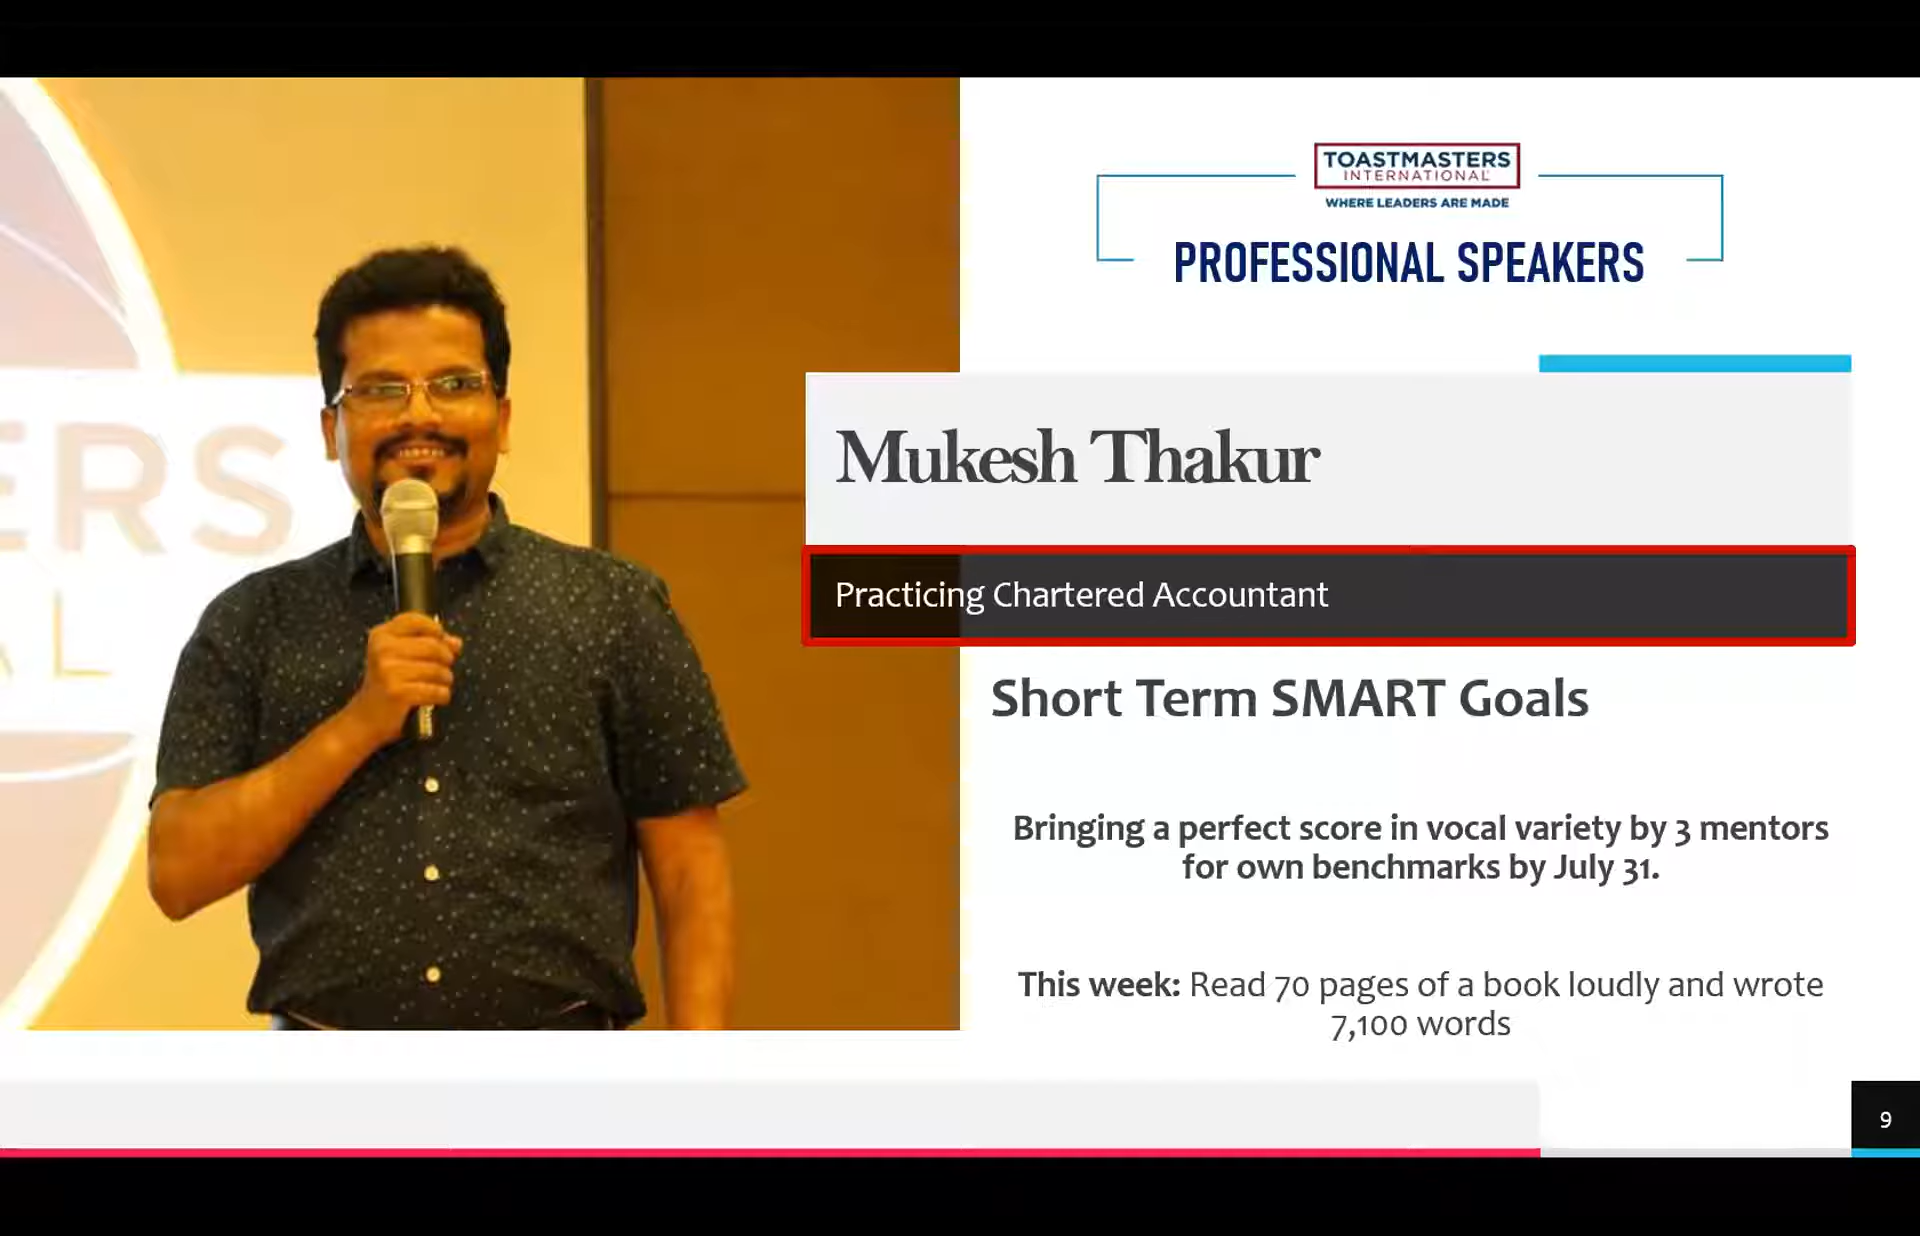 ERS
AL
TOASTMASTERS
INTERNATIONAL
WHERE LEADERS ARE MADE
PROFESSIONAL SPEAKERS
Mukesh Thakur
Practicing Chartered Accountant
Short Term SMART Goals
Bringing a perfect score in vocal variety by 3 mentors
for own benchmarks by July 31.
This week: Read 70 pages of a book loudly and wrote
7,100 words
9